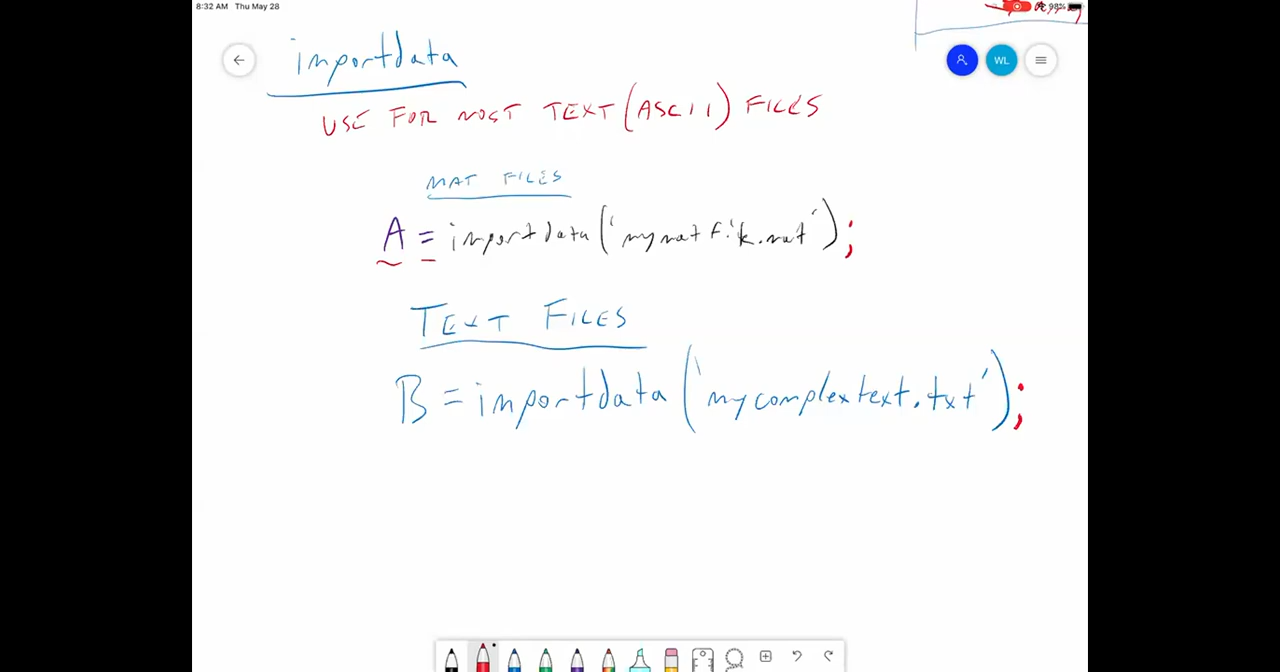 8:32 AM Thu May 28
98%
importdata
WL
USE FOR MOST TEXT (ASCII) FILES
MAT FILES
A = importdata('mymatfile.mat');
TEXT FILES
B = importdata('mycomplextext.txt');